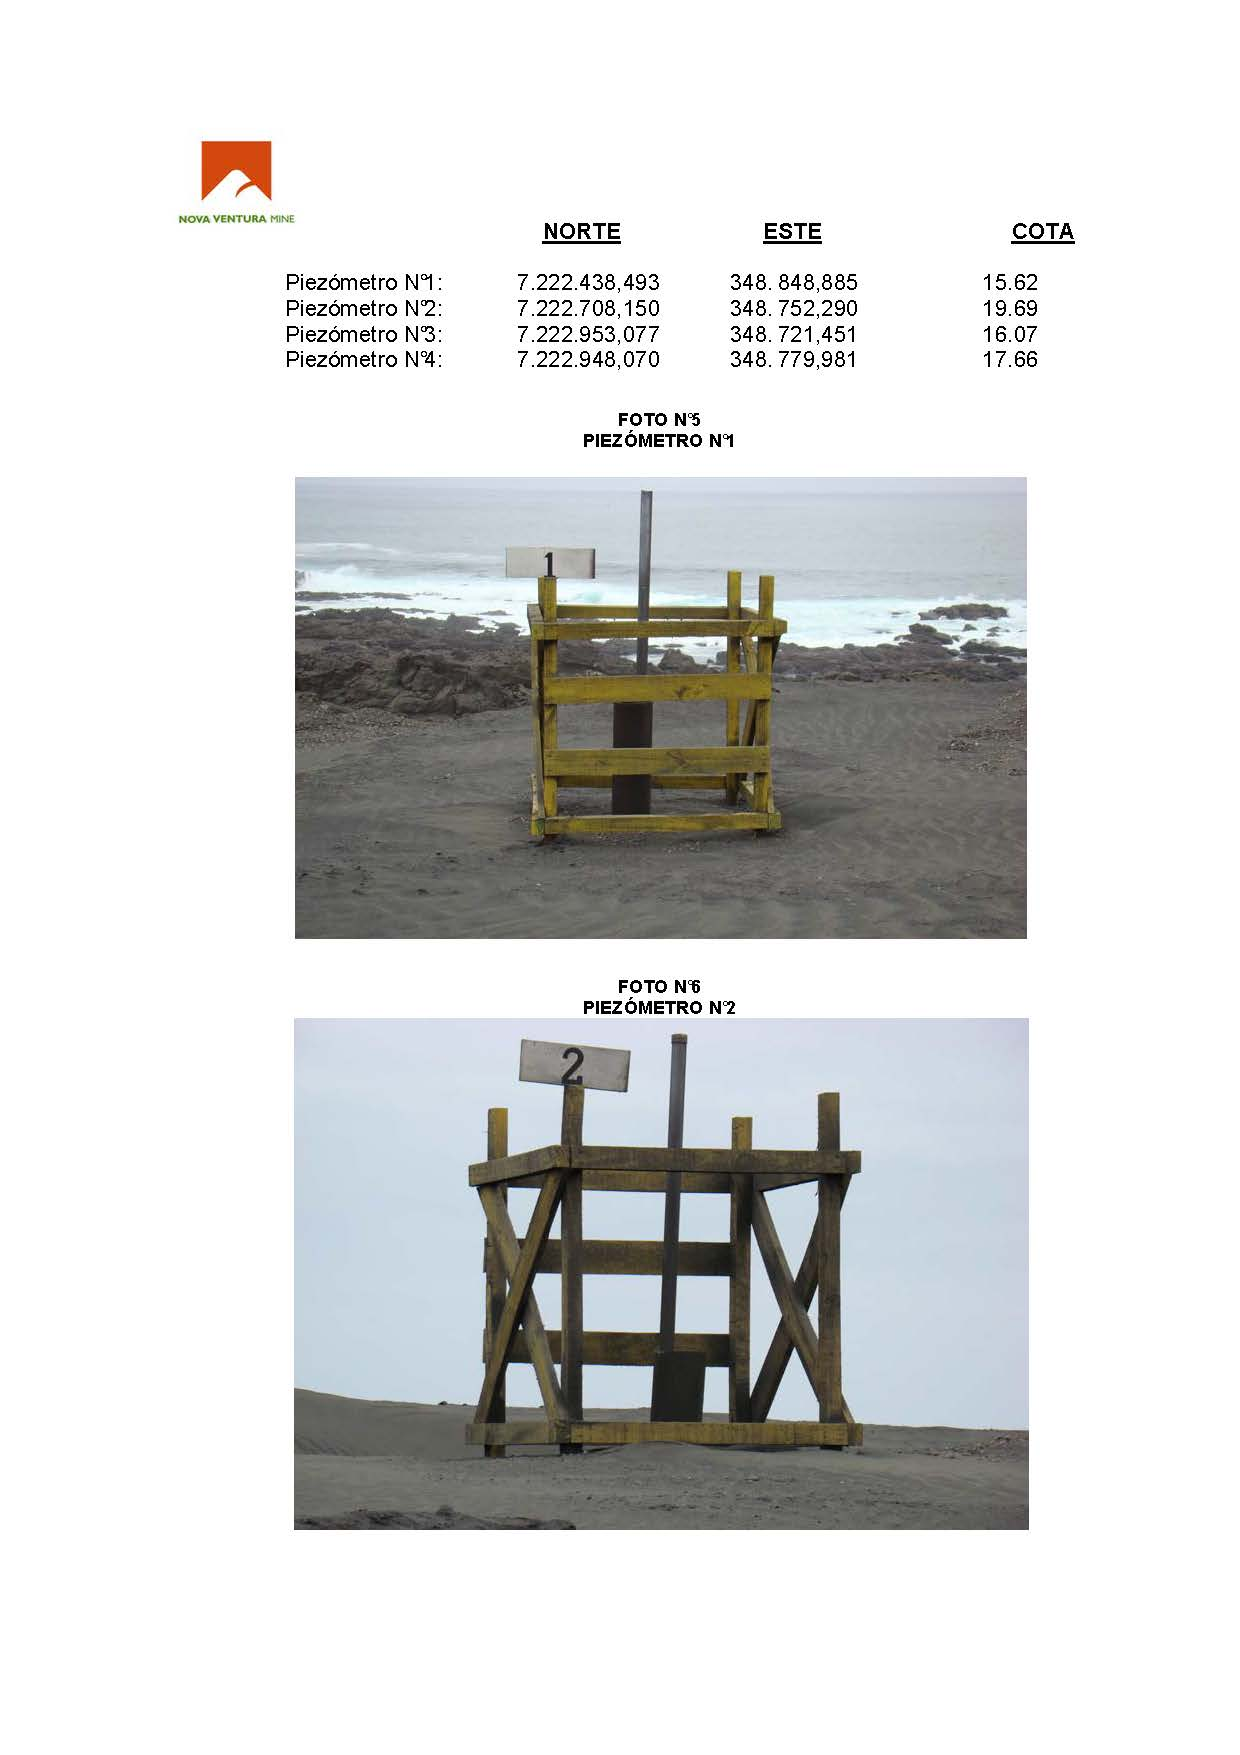 NOVA VENTURA MINE
NORTE ESTE COTA
Piezómetro N°1: 7.222.438,493 348. 848,885 15.62
Piezómetro N°2: 7.222.708,150 348. 752,290 19.69
Piezómetro N°3: 7.222.953,077 348. 721,451 16.07
Piezómetro N°4: 7.222.948,070 348. 779,981 17.66
FOTO N°5
PIEZÓMETRO N°1
1
FOTO N°6
PIEZÓMETRO N°2
2